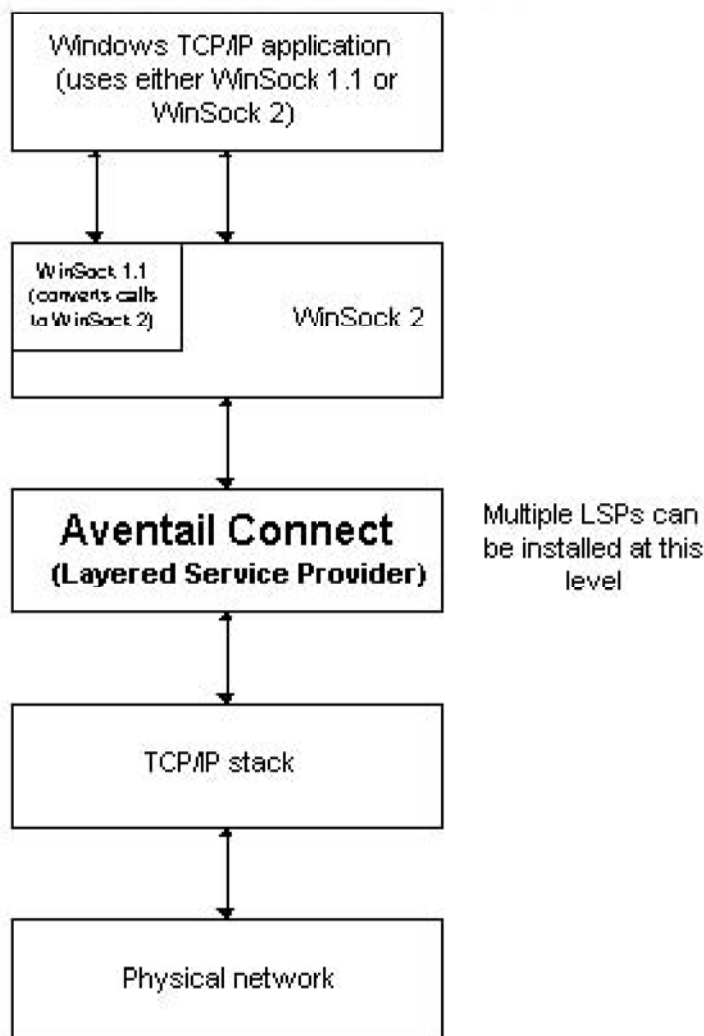 Windows TCP/IP application
(uses either WinSock 1.1 or
WinSock 2)
WinSock 1.1
(converts calls
to WinSock 2)
WinSock 2
Aventail Connect
(Layered Service Provider)
Multiple LSPs can
be installed at this
level
TCP/IP stack
Physical network